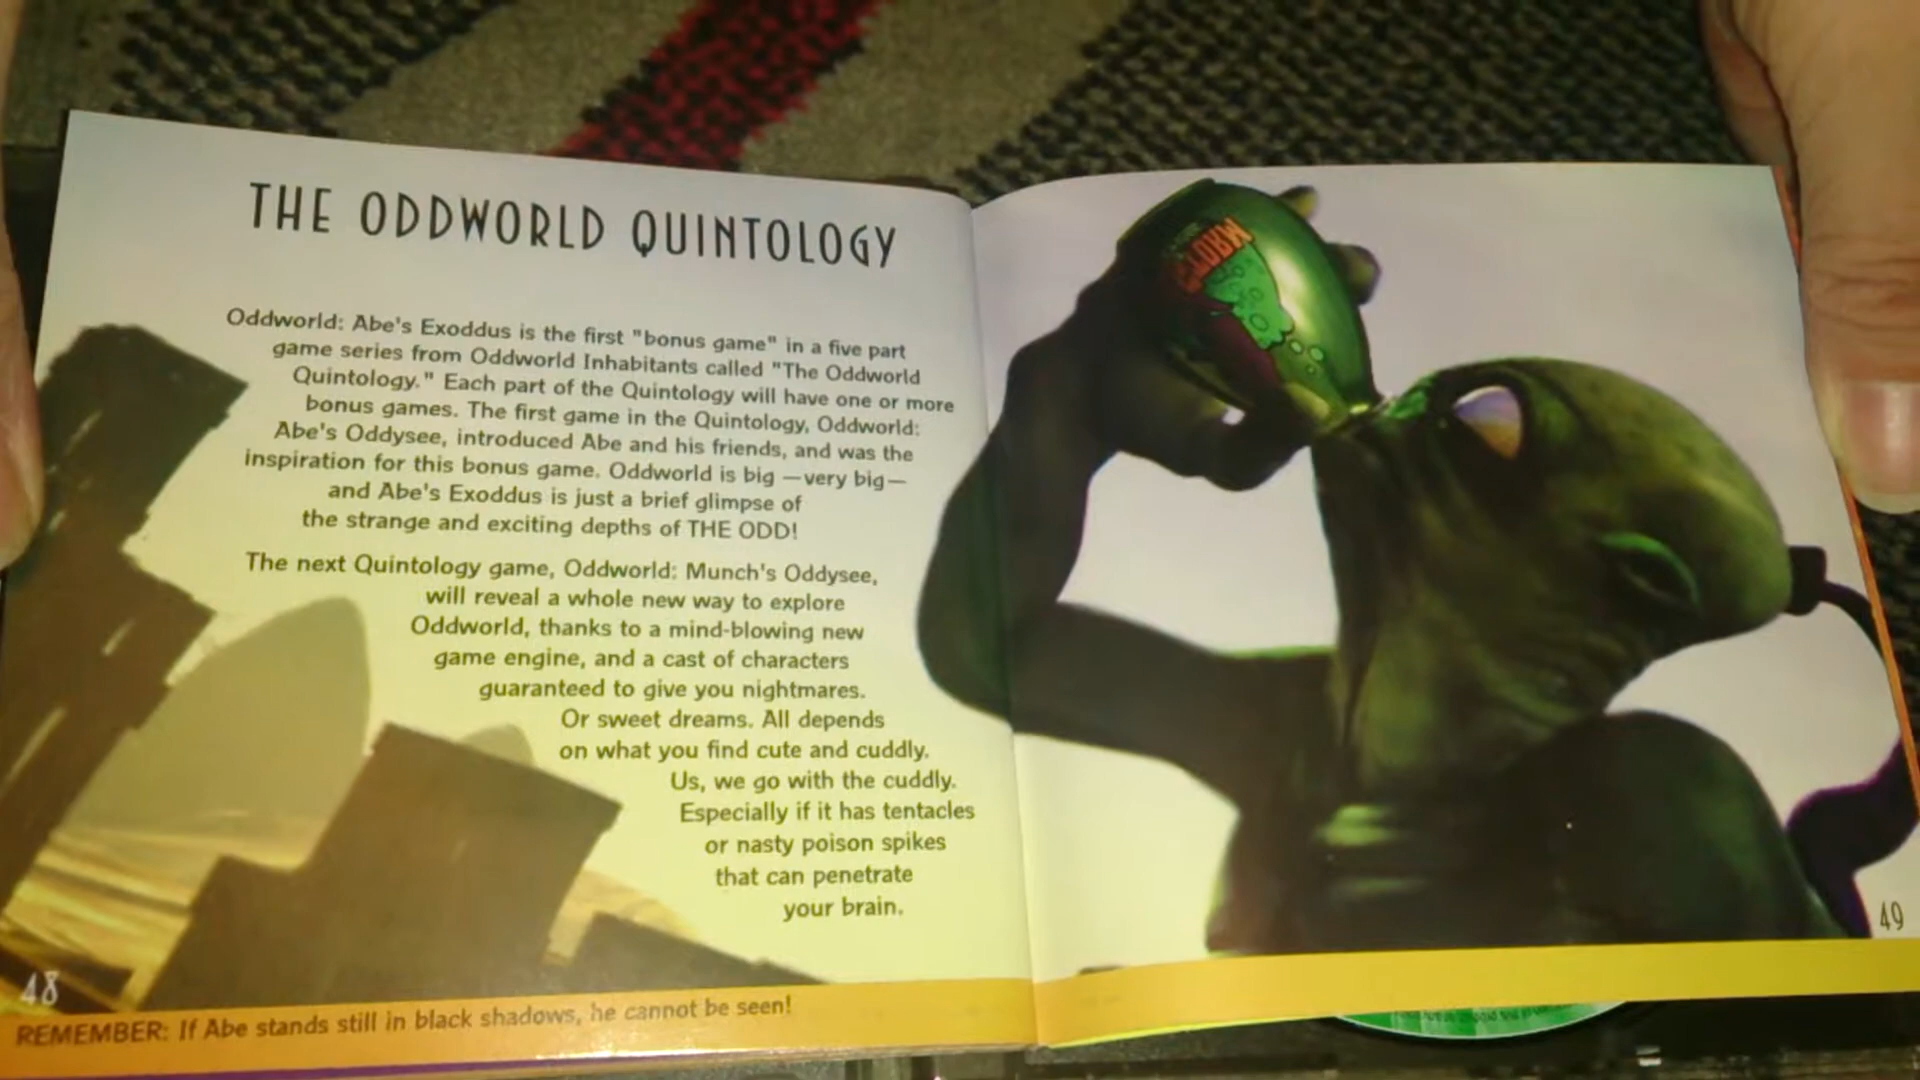 THE ODDWORLD QUINTOLOGY
Oddworld: Abe's Exoddus is the first "bonus game" in a five part
game series from Oddworld Inhabitants called "The Oddworld
Quintology." Each part of the Quintology will have one or more
bonus games. The first game in the Quintology, Oddworld:
Abe's Oddysee, introduced Abe and his friends, and was the
inspiration for this bonus game. Oddworld is big —very big—
and Abe's Exoddus is just a brief glimpse of
the strange and exciting depths of THE ODD!
The next Quintology game, Oddworld: Munch's Oddysee,
will reveal a whole new way to explore
Oddworld, thanks to a mind-blowing new
game engine, and a cast of characters
guaranteed to give you nightmares.
Or sweet dreams. All depends
on what you find cute and cuddly.
Us, we go with the cuddly.
Especially if it has tentacles
or nasty poison spikes
that can penetrate
your brain.
48
REMEMBER: If Abe stands still in black shadows, he cannot be seen!
49